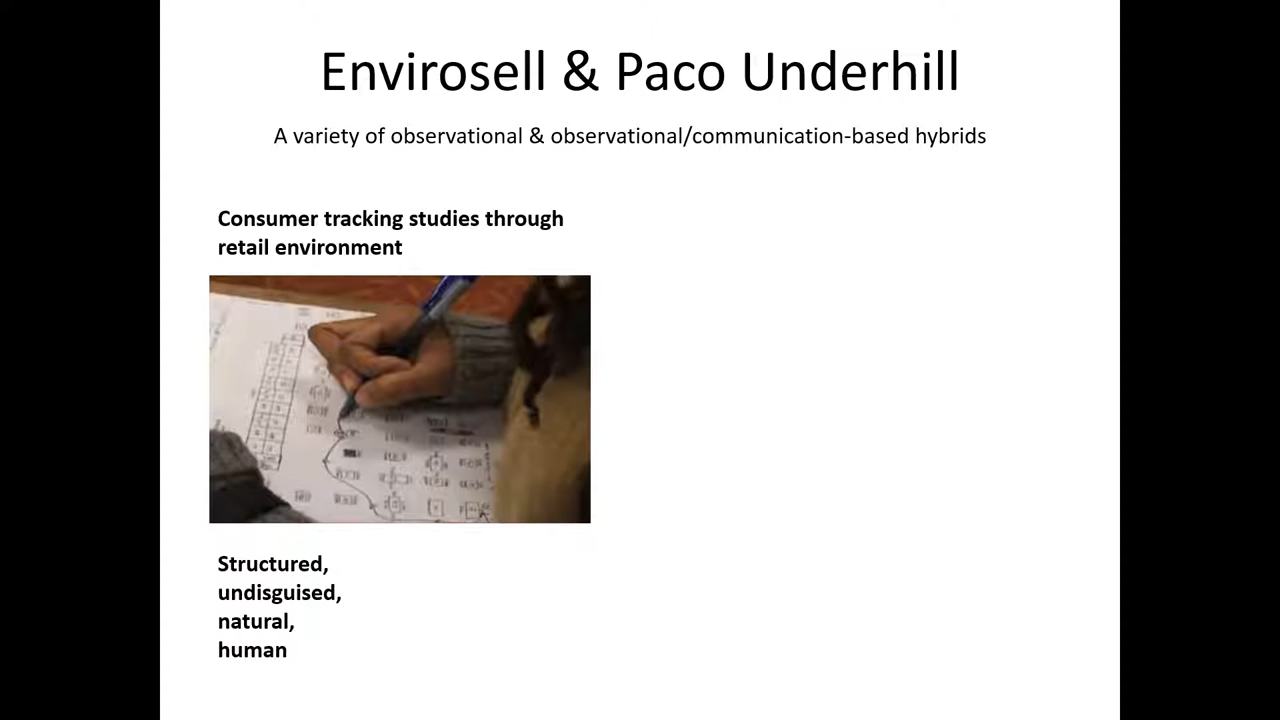 Envirosell & Paco Underhill
A variety of observational & observational/communication-based hybrids
Consumer tracking studies through
retail environment
Structured,
undisguised,
natural,
human